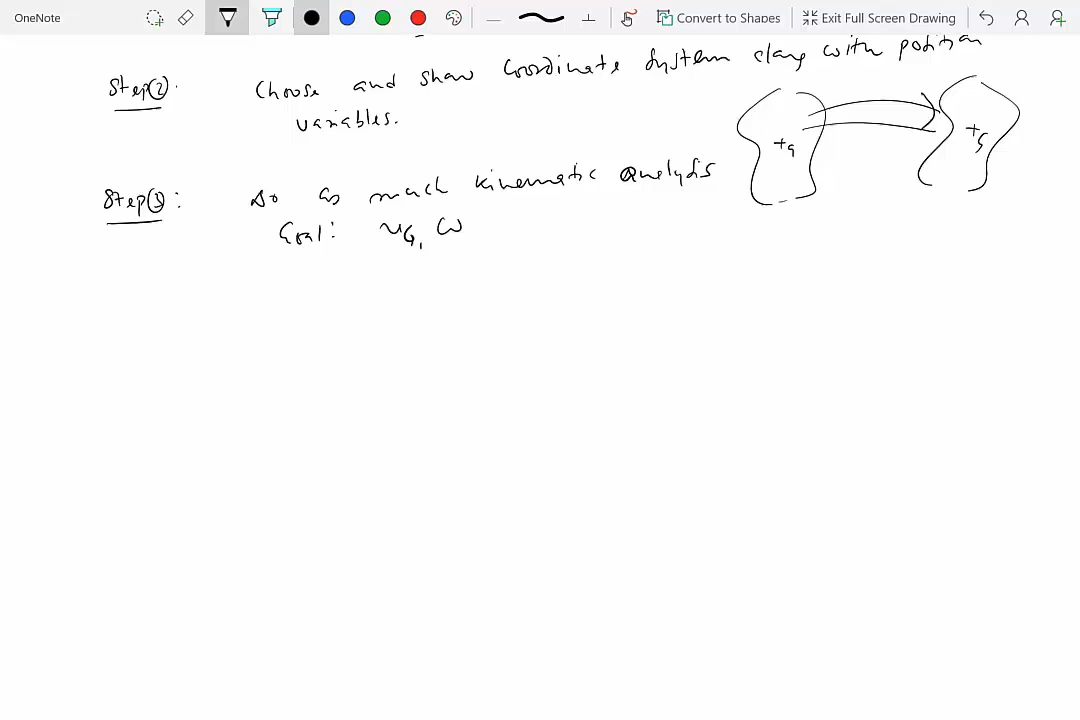 OneNote
Convert to Shapes
Exit Full Screen Drawing
Step(2). Choose and show coordinate system along with position
variables.
+G
+G
Step(3): Do as much kinematic analysis
Goal: v_G, ω